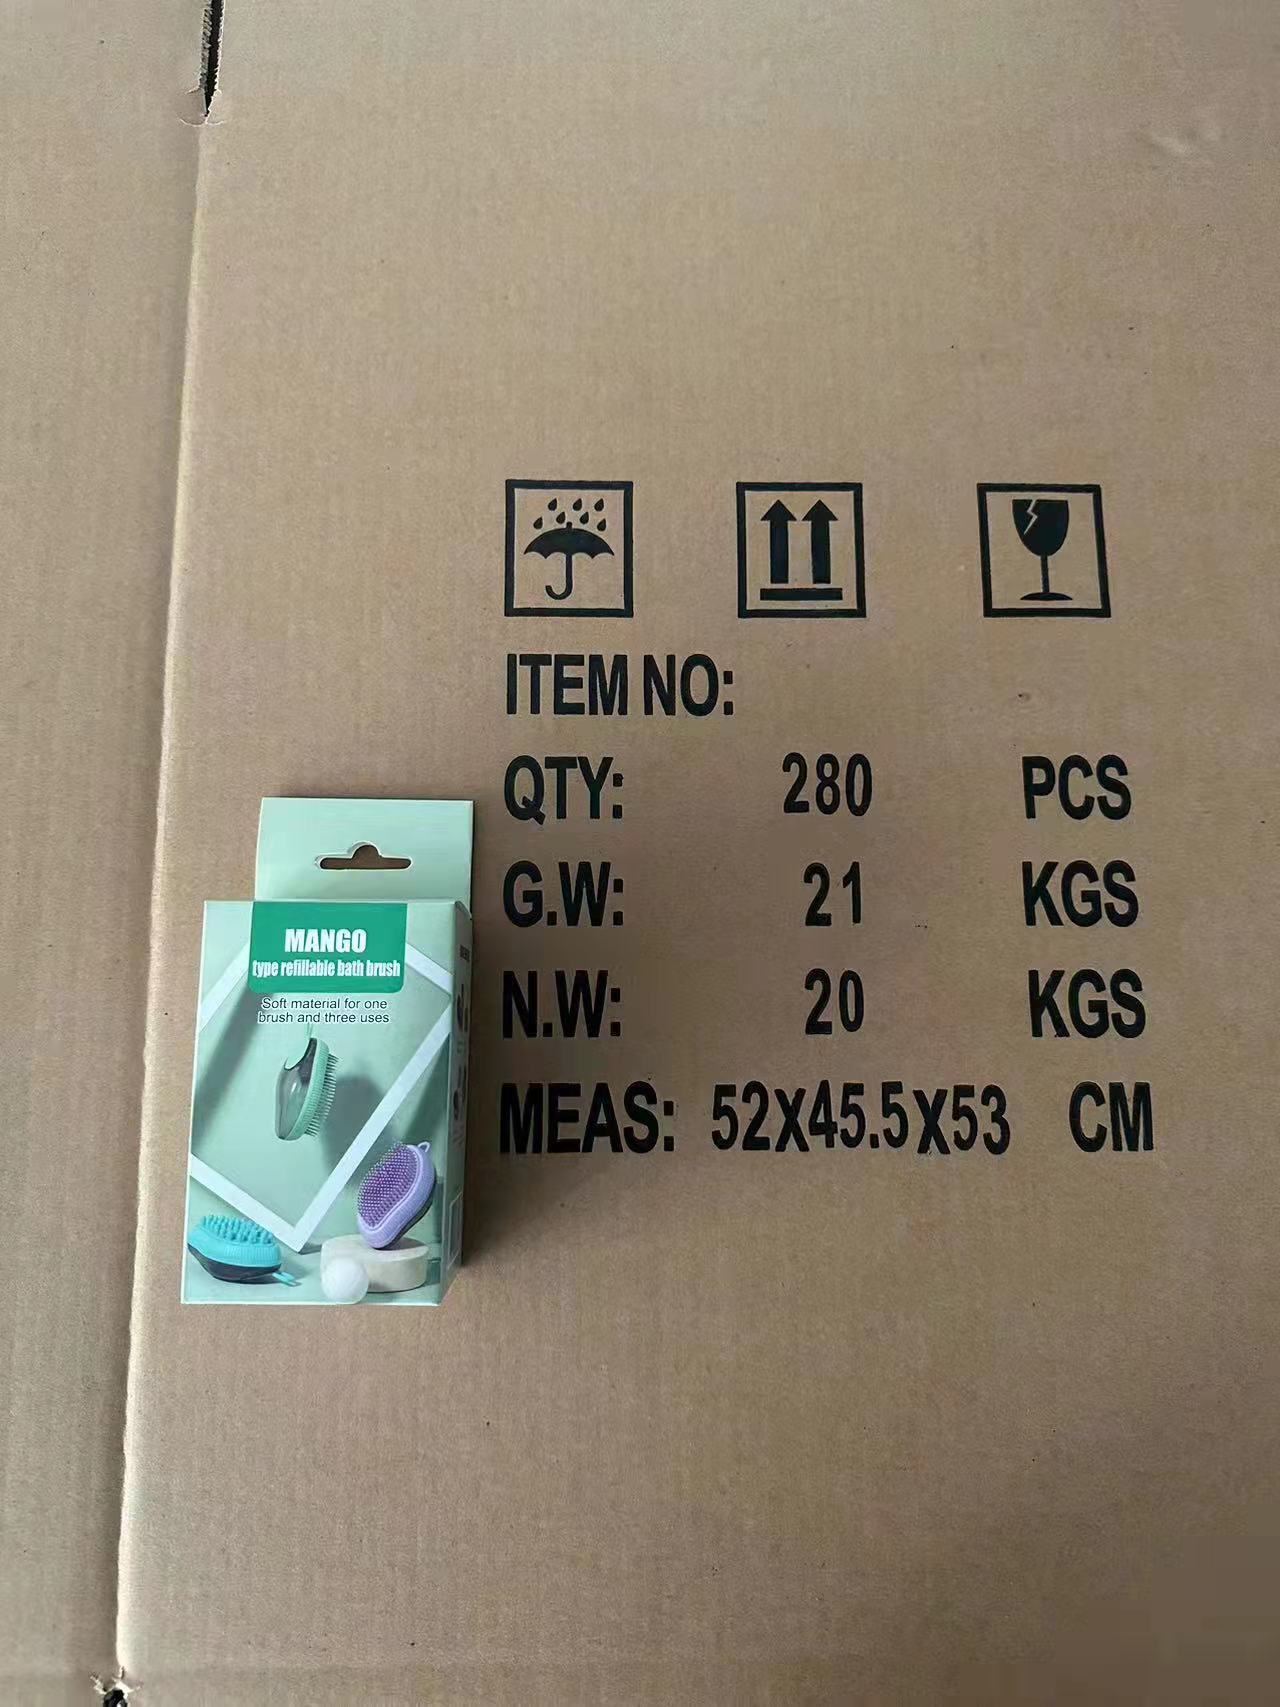 ITEM NO:
QTY: 280 PCS
G.W: 21 KGS
N.W: 20 KGS
MEAS: 52X45.5X53 CM
MANGO
type refillable bath brush
Soft material for one
brush and three uses